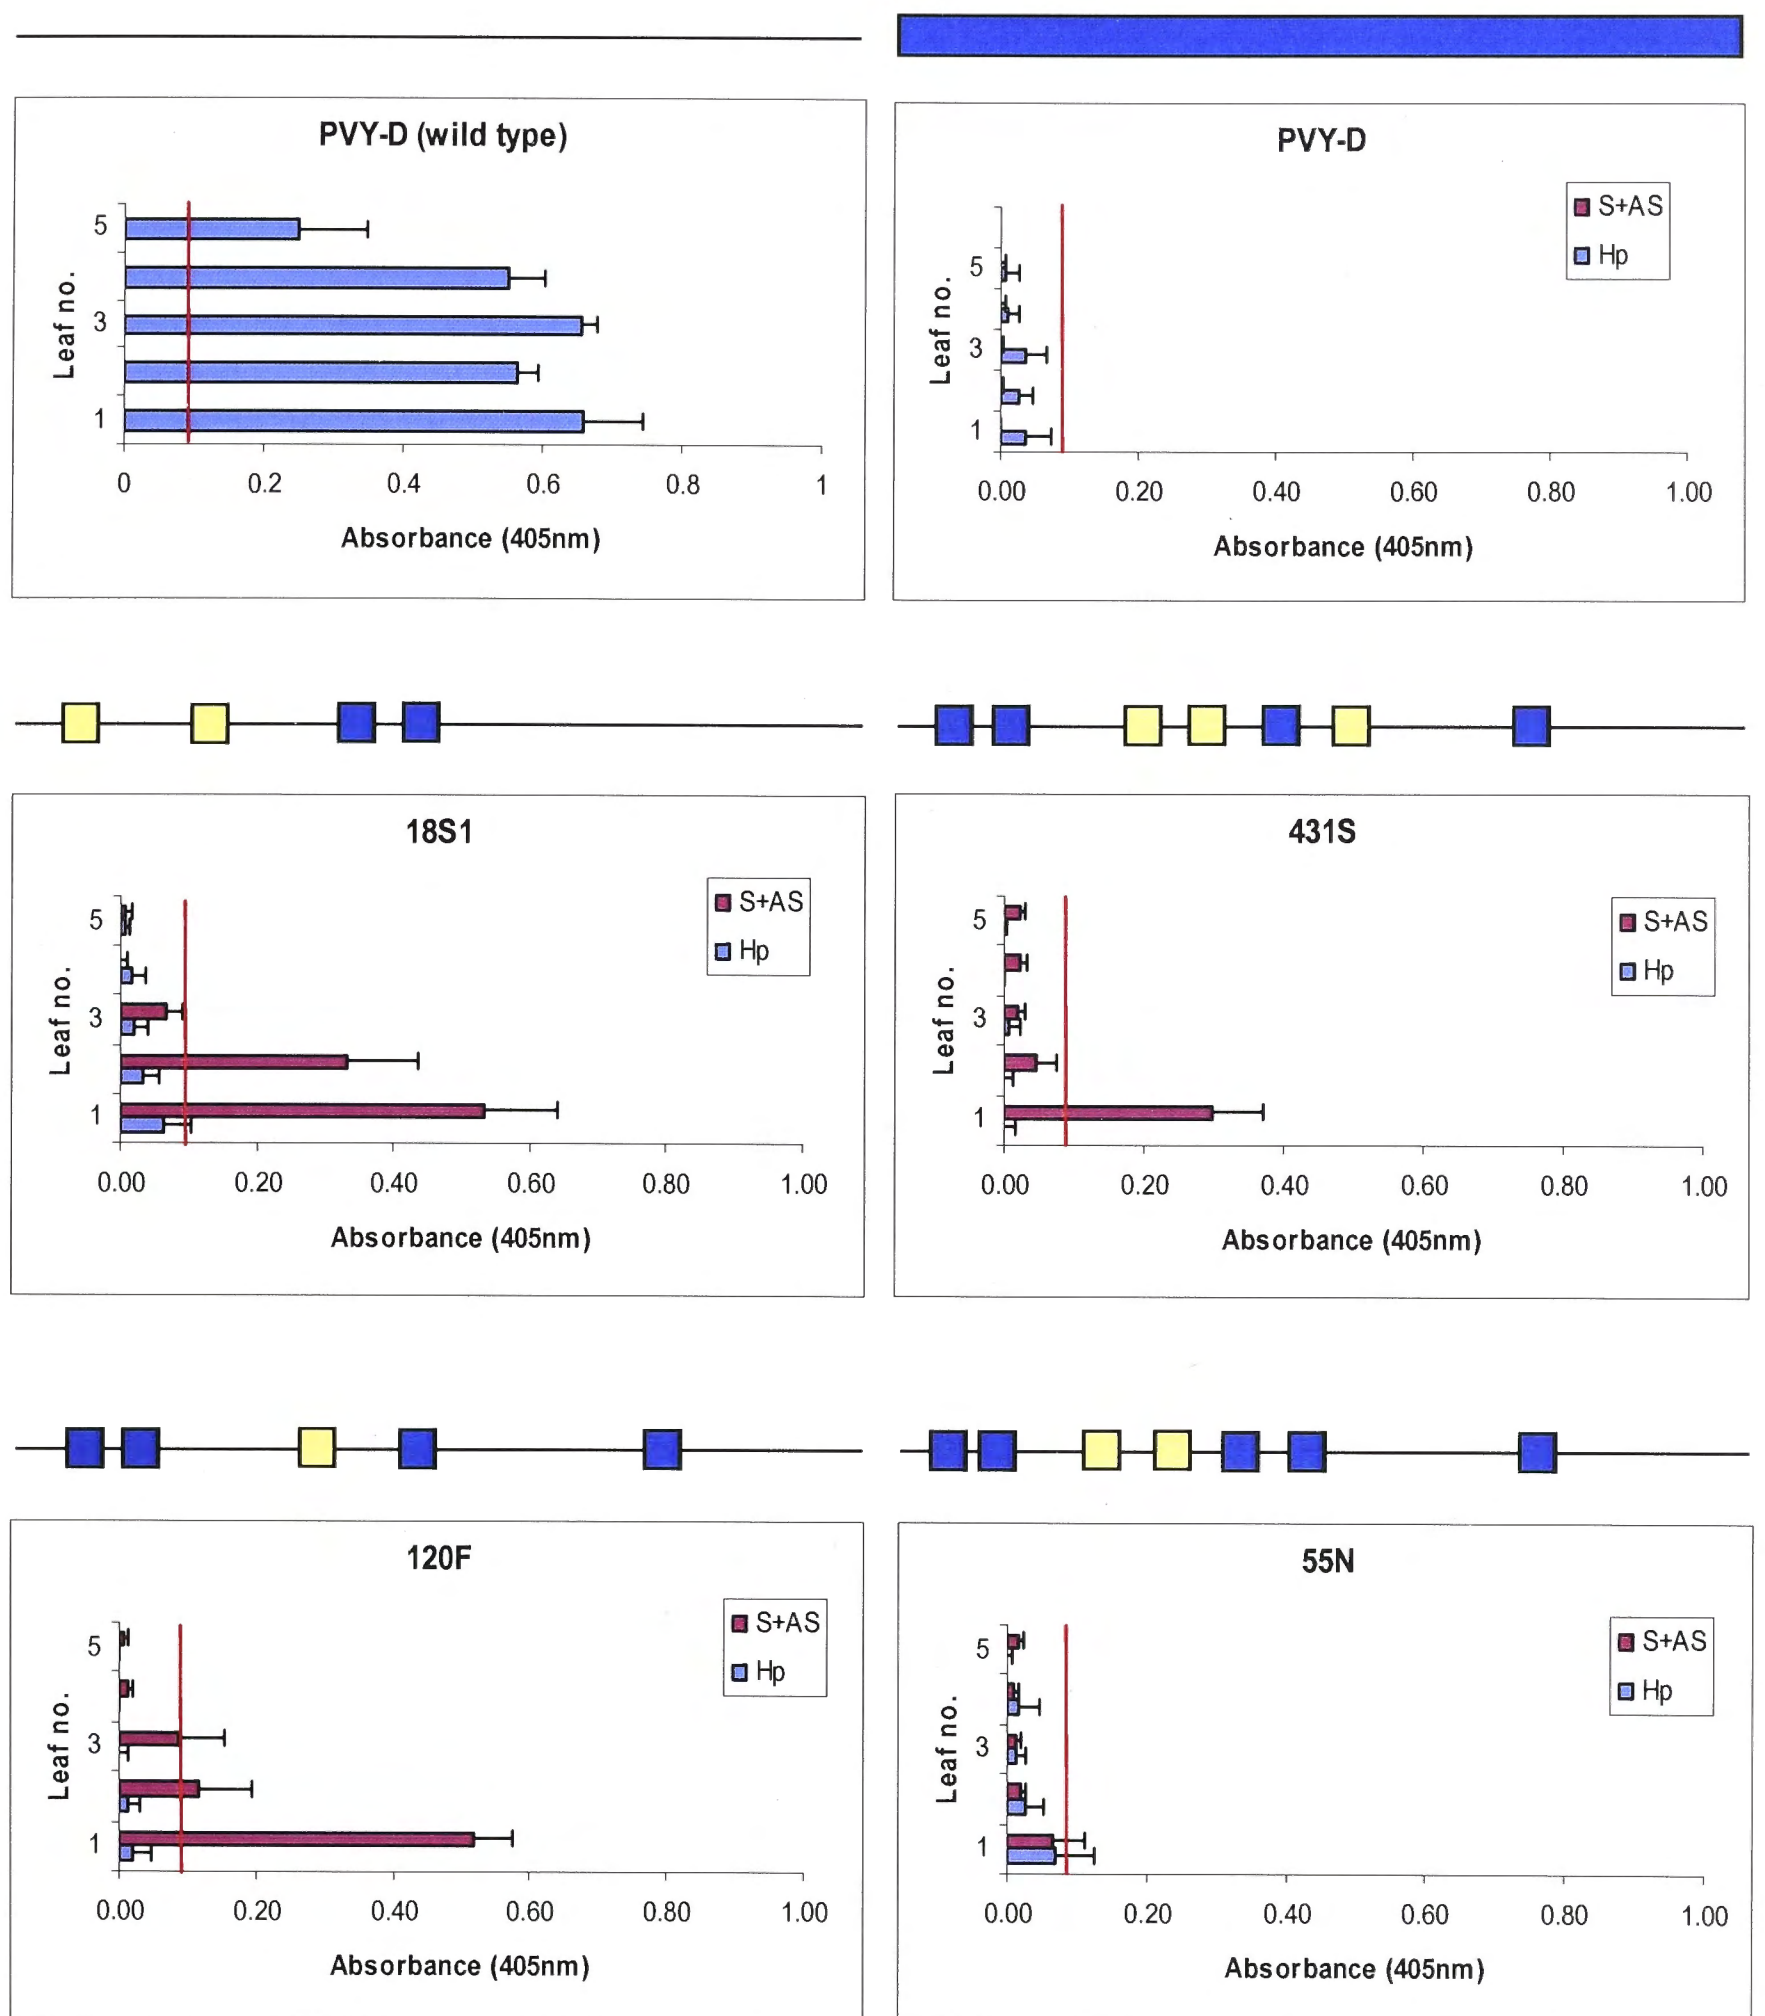 PVY-D (wild type)
5
3
1
Leaf no.
0 0.2 0.4 0.6 0.8 1
Absorbance (405nm)
PVY-D
S+AS
Hp
5
3
1
Leaf no.
0.00 0.20 0.40 0.60 0.80 1.00
Absorbance (405nm)
18S1
S+AS
Hp
5
3
1
Leaf no.
0.00 0.20 0.40 0.60 0.80 1.00
Absorbance (405nm)
431S
S+AS
Hp
5
3
1
Leaf no.
0.00 0.20 0.40 0.60 0.80 1.00
Absorbance (405nm)
120F
S+AS
Hp
5
3
1
Leaf no.
0.00 0.20 0.40 0.60 0.80 1.00
Absorbance (405nm)
55N
S+AS
Hp
5
3
1
Leaf no.
0.00 0.20 0.40 0.60 0.80 1.00
Absorbance (405nm)